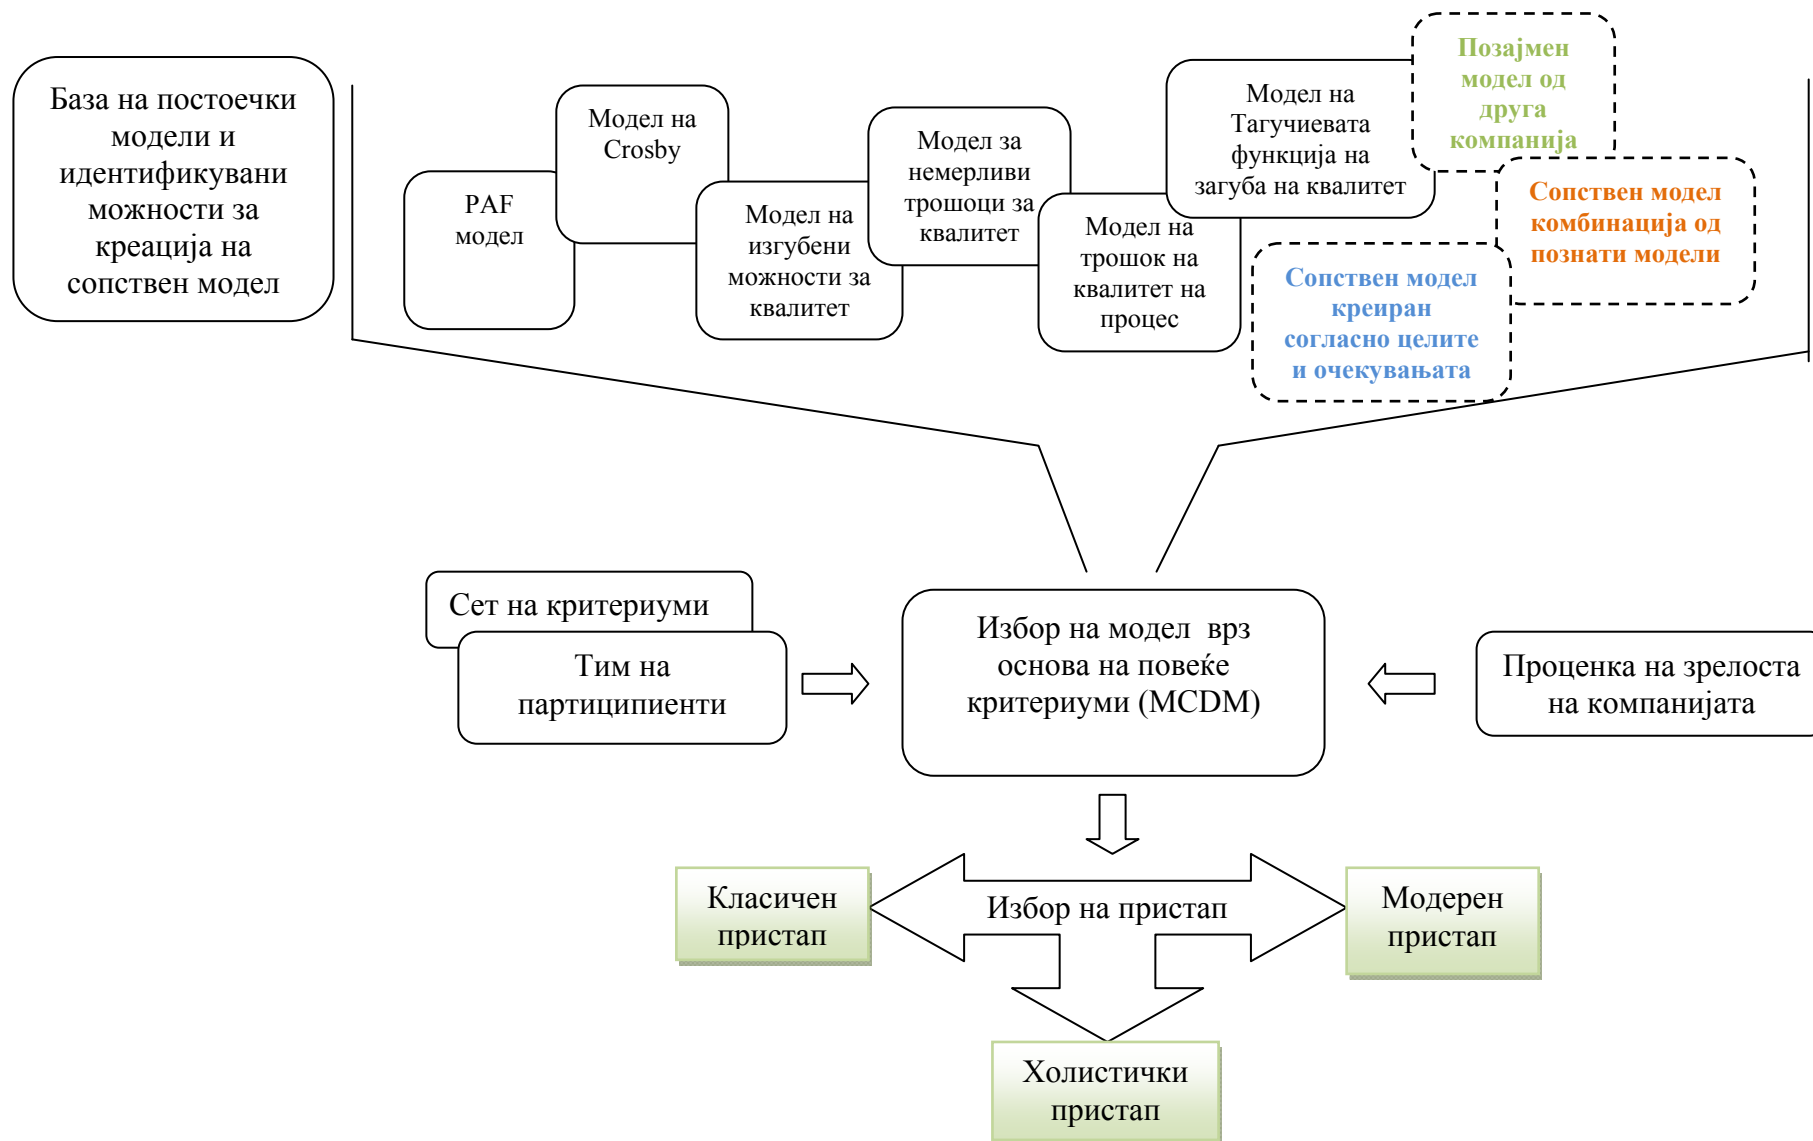 База на постоечки
модели и
идентификувани
можности за
креација на
сопствен модел
PAF
модел
Модел на
Crosby
Модел на
изгубени
можности за
квалитет
Модел за
немерливи
трошоци за
квалитет
Модел на
трошок на
квалитет на
процес
Модел на
Тагучиевата
функција на
загуба на квалитет
Позајмен
модел од
друга
компанија
Сопствен модел
комбинација од
познати модели
Сопствен модел
креиран
согласно целите
и очекувањата
Сет на критериуми
Тим на
партиципиенти
Избор на модел врз
основа на повеќе
критериуми (MCDM)
Проценка на зрелоста
на компанијата
Класичен
пристап
Избор на пристап
Модерен
пристап
Холистички
пристап